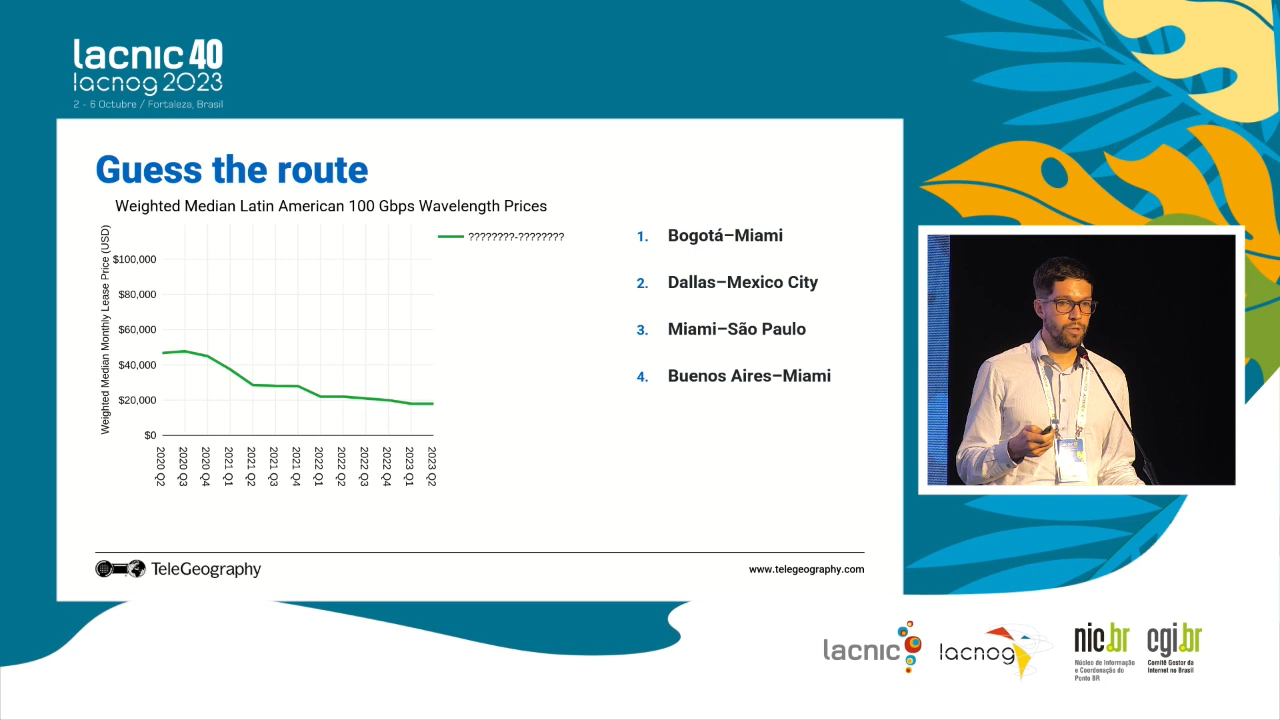 lacnic 40
lacnog 2023
2 - 6 Octubre / Fortaleza, Brasil
Guess the route
Weighted Median Latin American 100 Gbps Wavelength Prices
Weighted Median Monthly Lease Price (USD)
????????-????????
$100,000
$80,000
$60,000
$40,000
$20,000
$0
2020 Q2
2020 Q3
2020 Q4
2021 Q1
2021 Q2
2021 Q3
2021 Q4
2022 Q1
2022 Q2
2022 Q3
2022 Q4
2023 Q1
2023 Q2
1. Bogotá–Miami
2. Dallas–Mexico City
3. Miami–São Paulo
4. Buenos Aires–Miami
TeleGeography
www.telegeography.com
lacnic
lacnog
nic.br
Núcleo de Informação
e Coordenação do
Ponto BR
cgi.br
Comitê Gestor da
Internet no Brasil